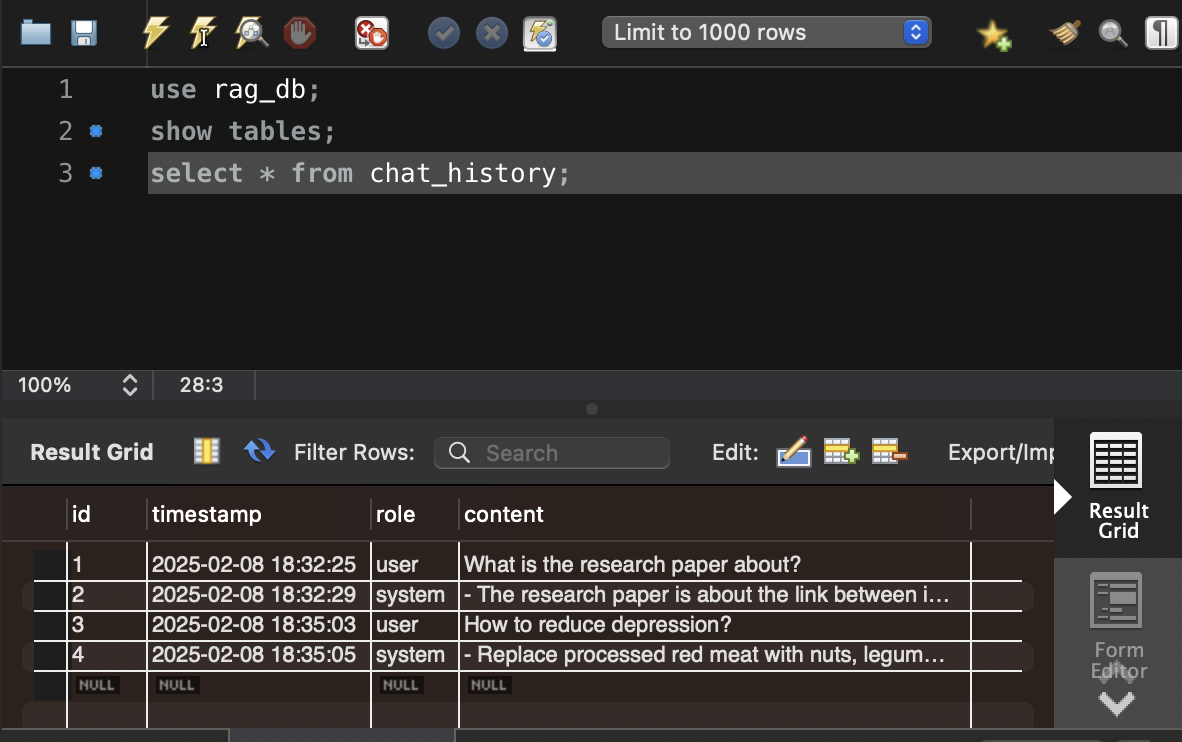 Limit to 1000 rows
1 use rag_db;
2 show tables;
3 select * from chat_history;
100% 28:3
Result Grid Filter Rows: Search Edit: Export/Imp
Result
Grid
id timestamp role content
1 2025-02-08 18:32:25 user What is the research paper about?
2 2025-02-08 18:32:29 system - The research paper is about the link between i...
3 2025-02-08 18:35:03 user How to reduce depression?
4 2025-02-08 18:35:05 system - Replace processed red meat with nuts, legum...
NULL NULL NULL NULL
Form
Editor